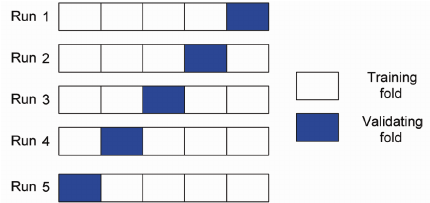 Run 1
Run 2
Run 3
Run 4
Run 5
Training
fold
Validating
fold